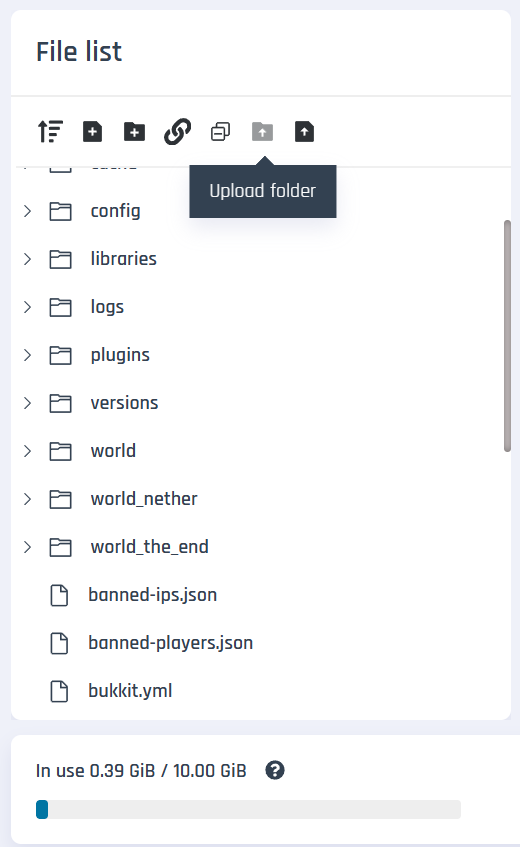 File list
Upload folder
config
libraries
logs
plugins
versions
world
world_nether
world_the_end
banned-ips.json
banned-players.json
bukkit.yml
In use 0.39 GiB / 10.00 GiB